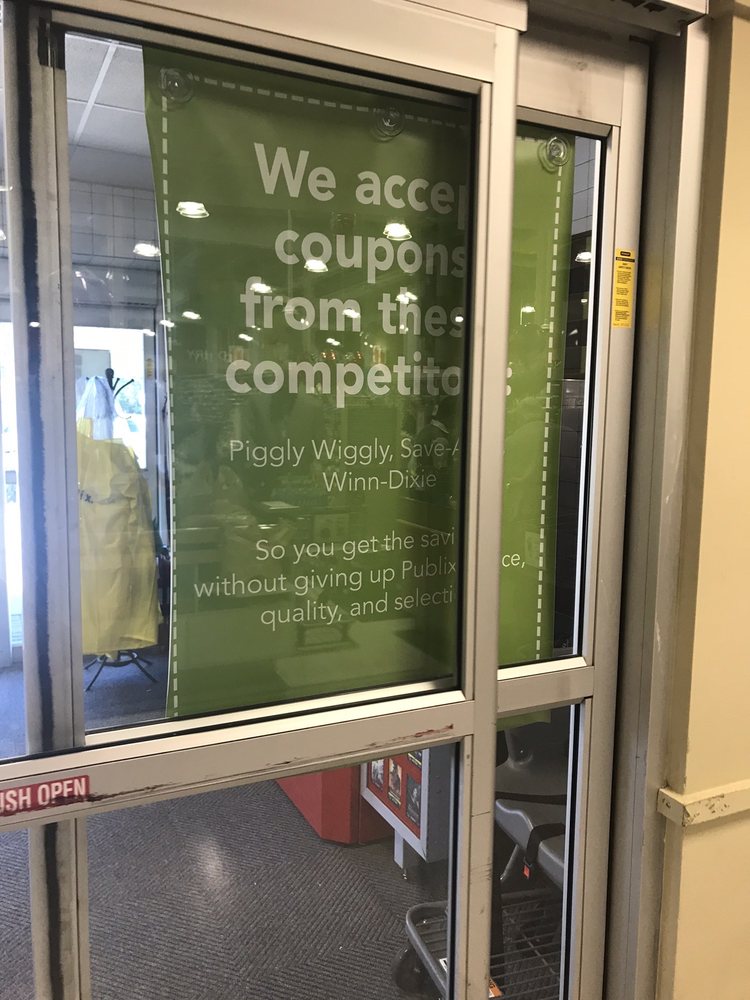 We accep
coupons
from thes
competito :
Piggly Wiggly, Save-A
Winn-Dixie
So you get the savi
without giving up Publix ce,
quality, and selecti
USH OPEN